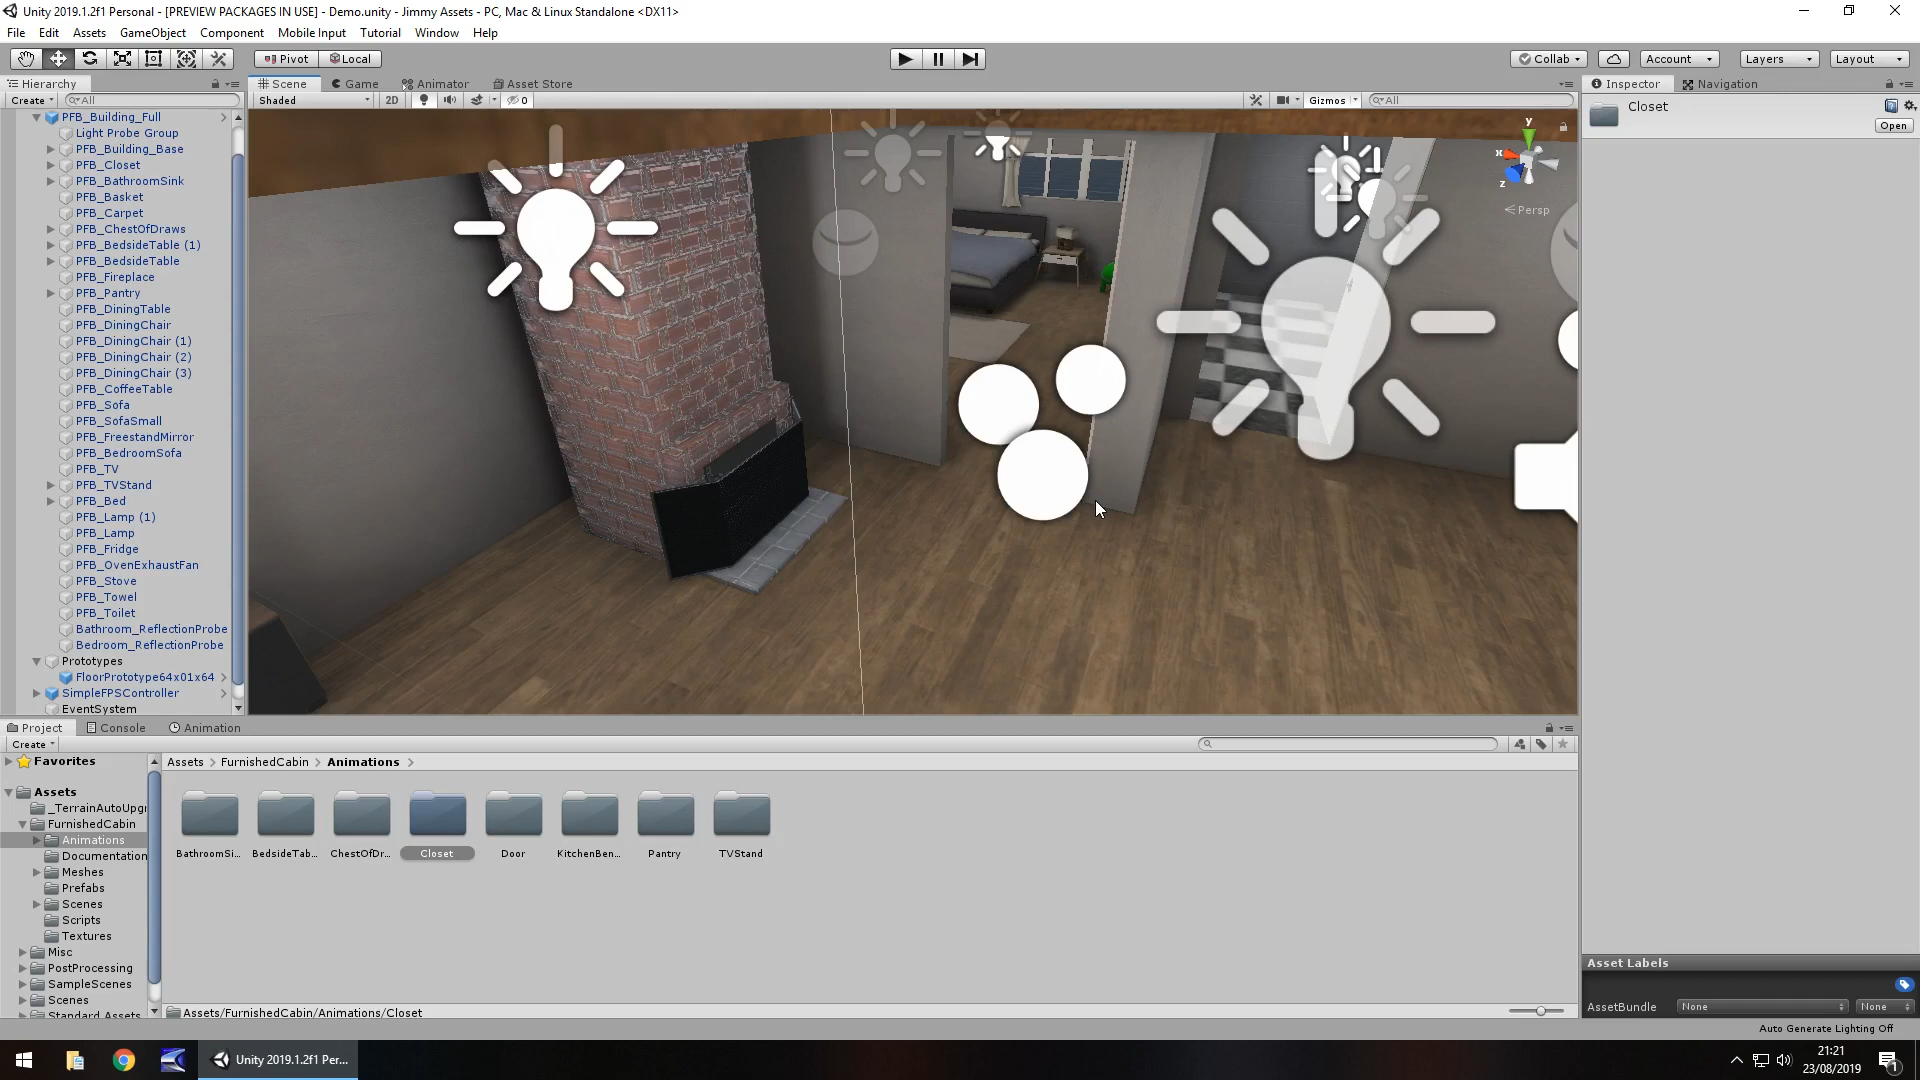 Unity 2019.1.2f1 Personal - [PREVIEW PACKAGES IN USE] - Demo.unity - Jimmy Assets - PC, Mac & Linux Standalone <DX11>
File Edit Assets GameObject Component Mobile Input Tutorial Window Help
Pivot Local Collab Account Layers Layout
Hierarchy Scene Game Animator Asset Store Inspector Navigation
Create All Shaded 2D 0 Gizmos All
Closet
Open
PFB_Building_Full
Light Probe Group
PFB_Building_Base
PFB_Closet
PFB_BathroomSink
PFB_Basket
PFB_Carpet
PFB_ChestOfDraws
PFB_BedsideTable (1)
PFB_BedsideTable
PFB_Fireplace
PFB_Pantry
PFB_DiningTable
PFB_DiningChair
PFB_DiningChair (1)
PFB_DiningChair (2)
PFB_DiningChair (3)
PFB_CoffeeTable
PFB_Sofa
PFB_SofaSmall
PFB_FreestandMirror
PFB_BedroomSofa
PFB_TV
PFB_TVStand
PFB_Bed
PFB_Lamp (1)
PFB_Lamp
PFB_Fridge
PFB_OvenExhaustFan
PFB_Stove
PFB_Towel
PFB_Toilet
Bathroom_ReflectionProbe
Bedroom_ReflectionProbe
Prototypes
FloorPrototype64x01x64
SimpleFPSController
EventSystem
y
x
z
Persp
Project Console Animation
Create
Favorites
Assets
_TerrainAutoUpgr
FurnishedCabin
Animations
Documentation
Meshes
Prefabs
Scenes
Scripts
Textures
Misc
PostProcessing
SampleScenes
Scenes
Standard Assets
Assets > FurnishedCabin > Animations >
BathroomSi... BedsideTab... ChestOfDr... Closet Door KitchenBen... Pantry TVStand
Assets/FurnishedCabin/Animations/Closet
Asset Labels
AssetBundle None None
Auto Generate Lighting Off
Unity 2019.1.2f1 Per...
21:21
23/08/2019
1